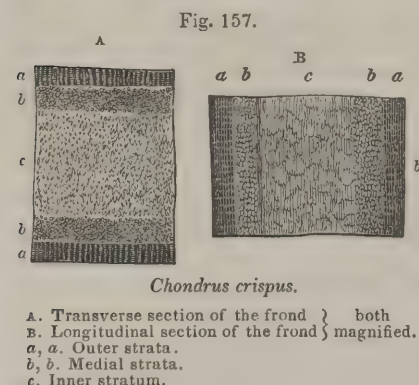 Fig. 157.
A
B
a b c b a
a
b
c
b
a
b
Chondrus crispus.
A. Transverse section of the frond } both
B. Longitudinal section of the frond } magnified.
a, a. Outer strata.
b, b. Medial strata.
c. Inner stratum.